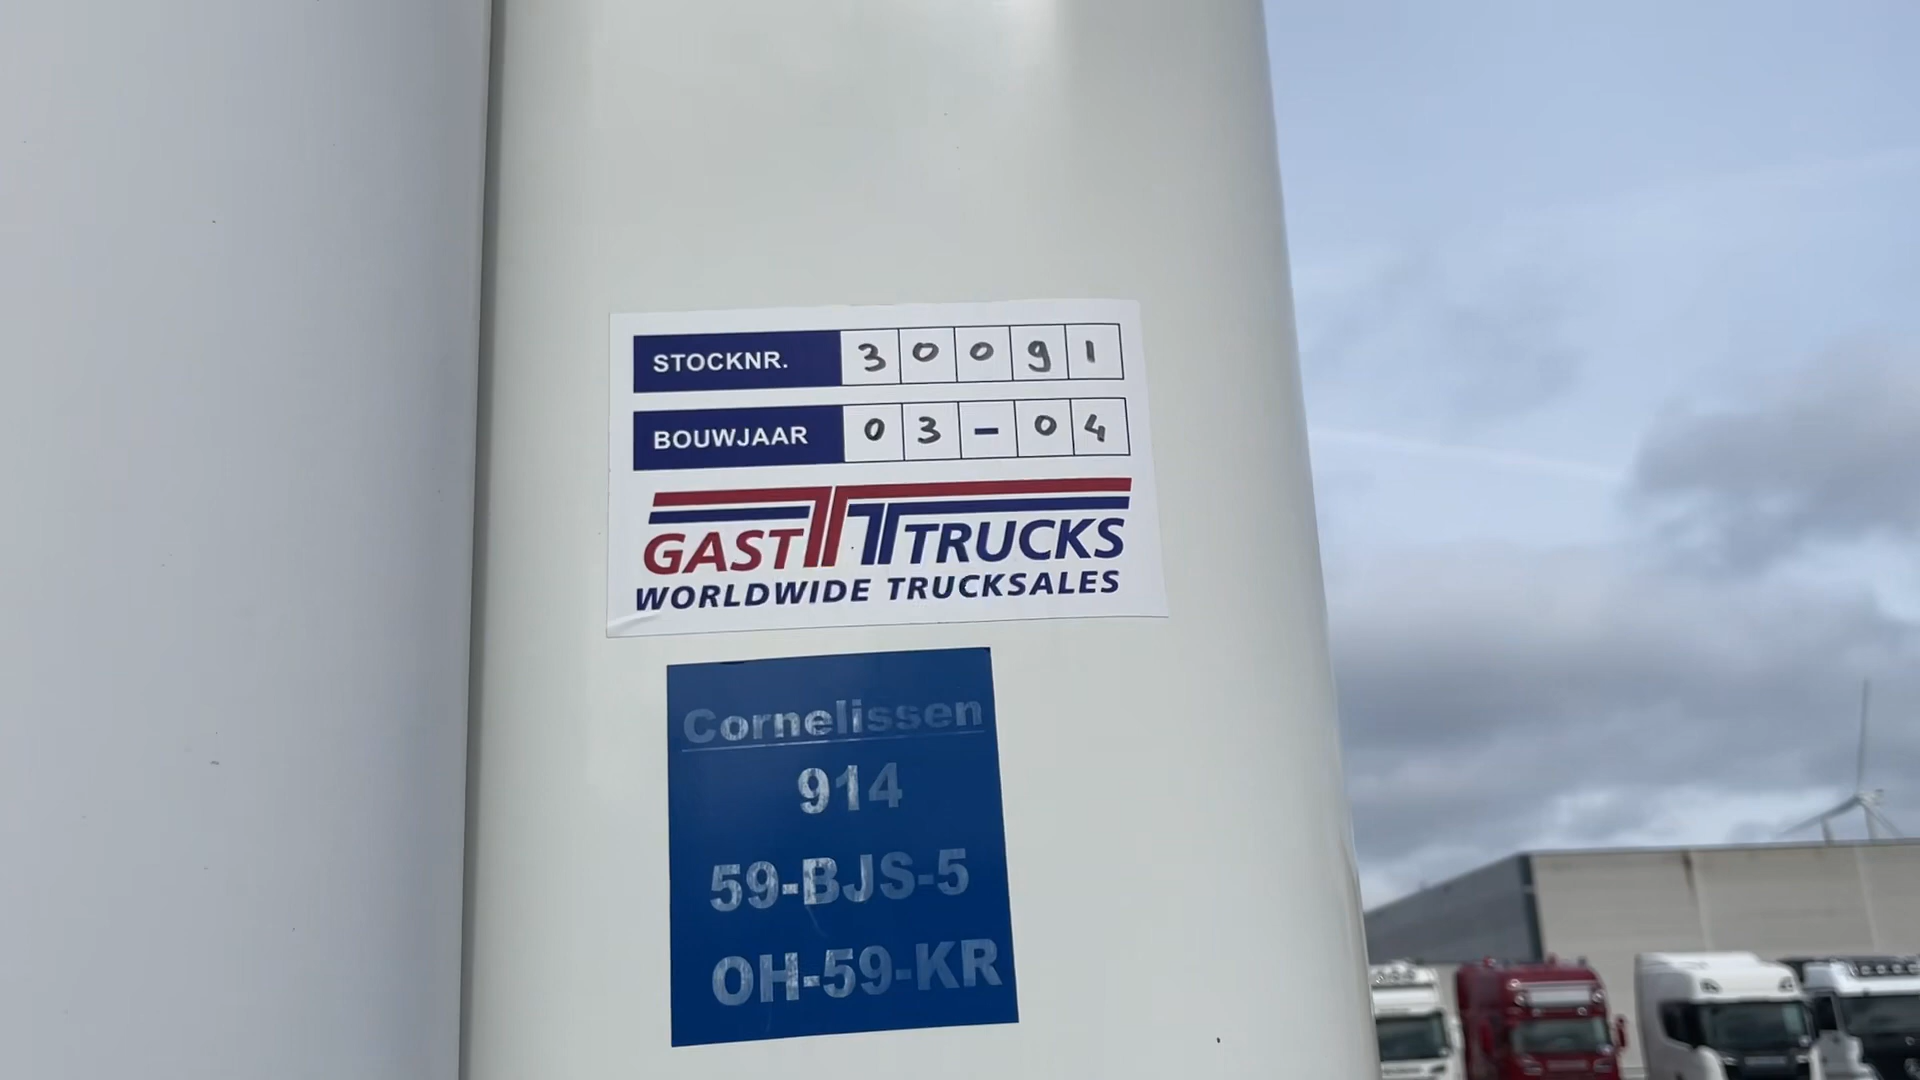 STOCKNR. 30091
BOUWJAAR 03-04
GAST TRUCKS
WORLDWIDE TRUCKSALES
Cornelissen
914
59-BJS-5
OH-59-KR